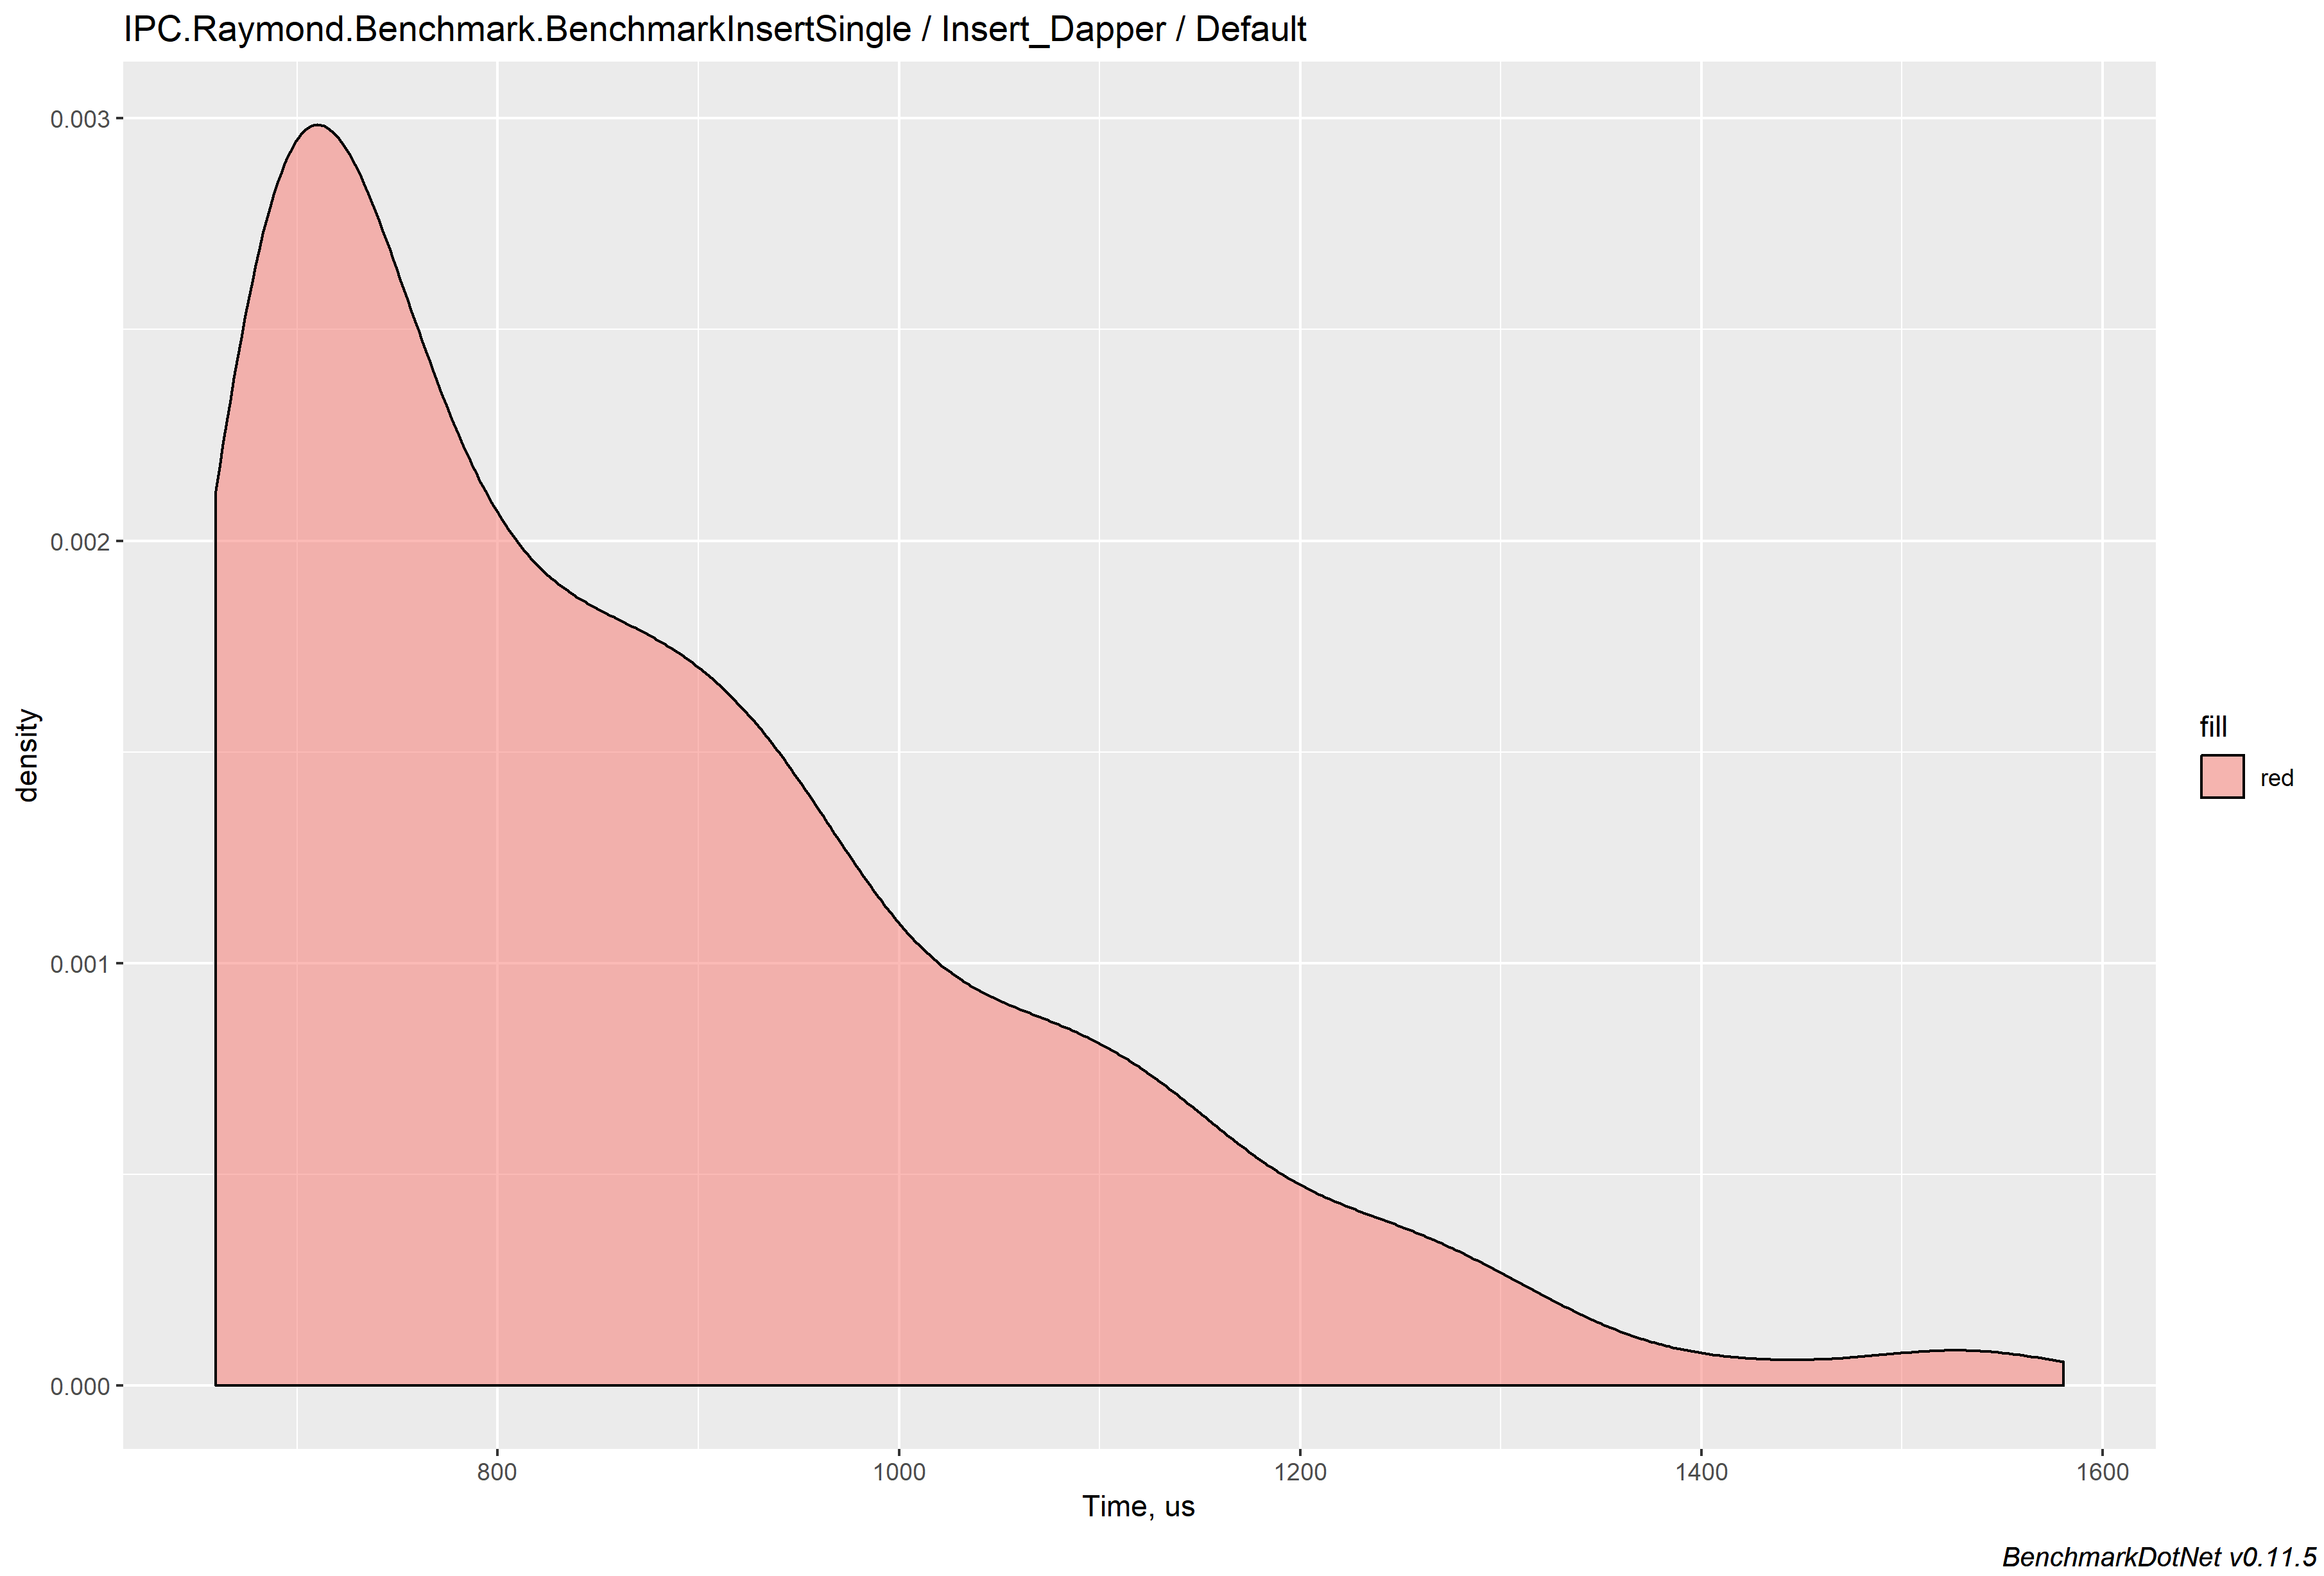 IPC.Raymond.Benchmark.BenchmarkInsertSingle / Insert_Dapper / Default
0.003
0.002
0.001
0.000
density
800 1000 1200 1400 1600
Time, us
fill
red
BenchmarkDotNet v0.11.5